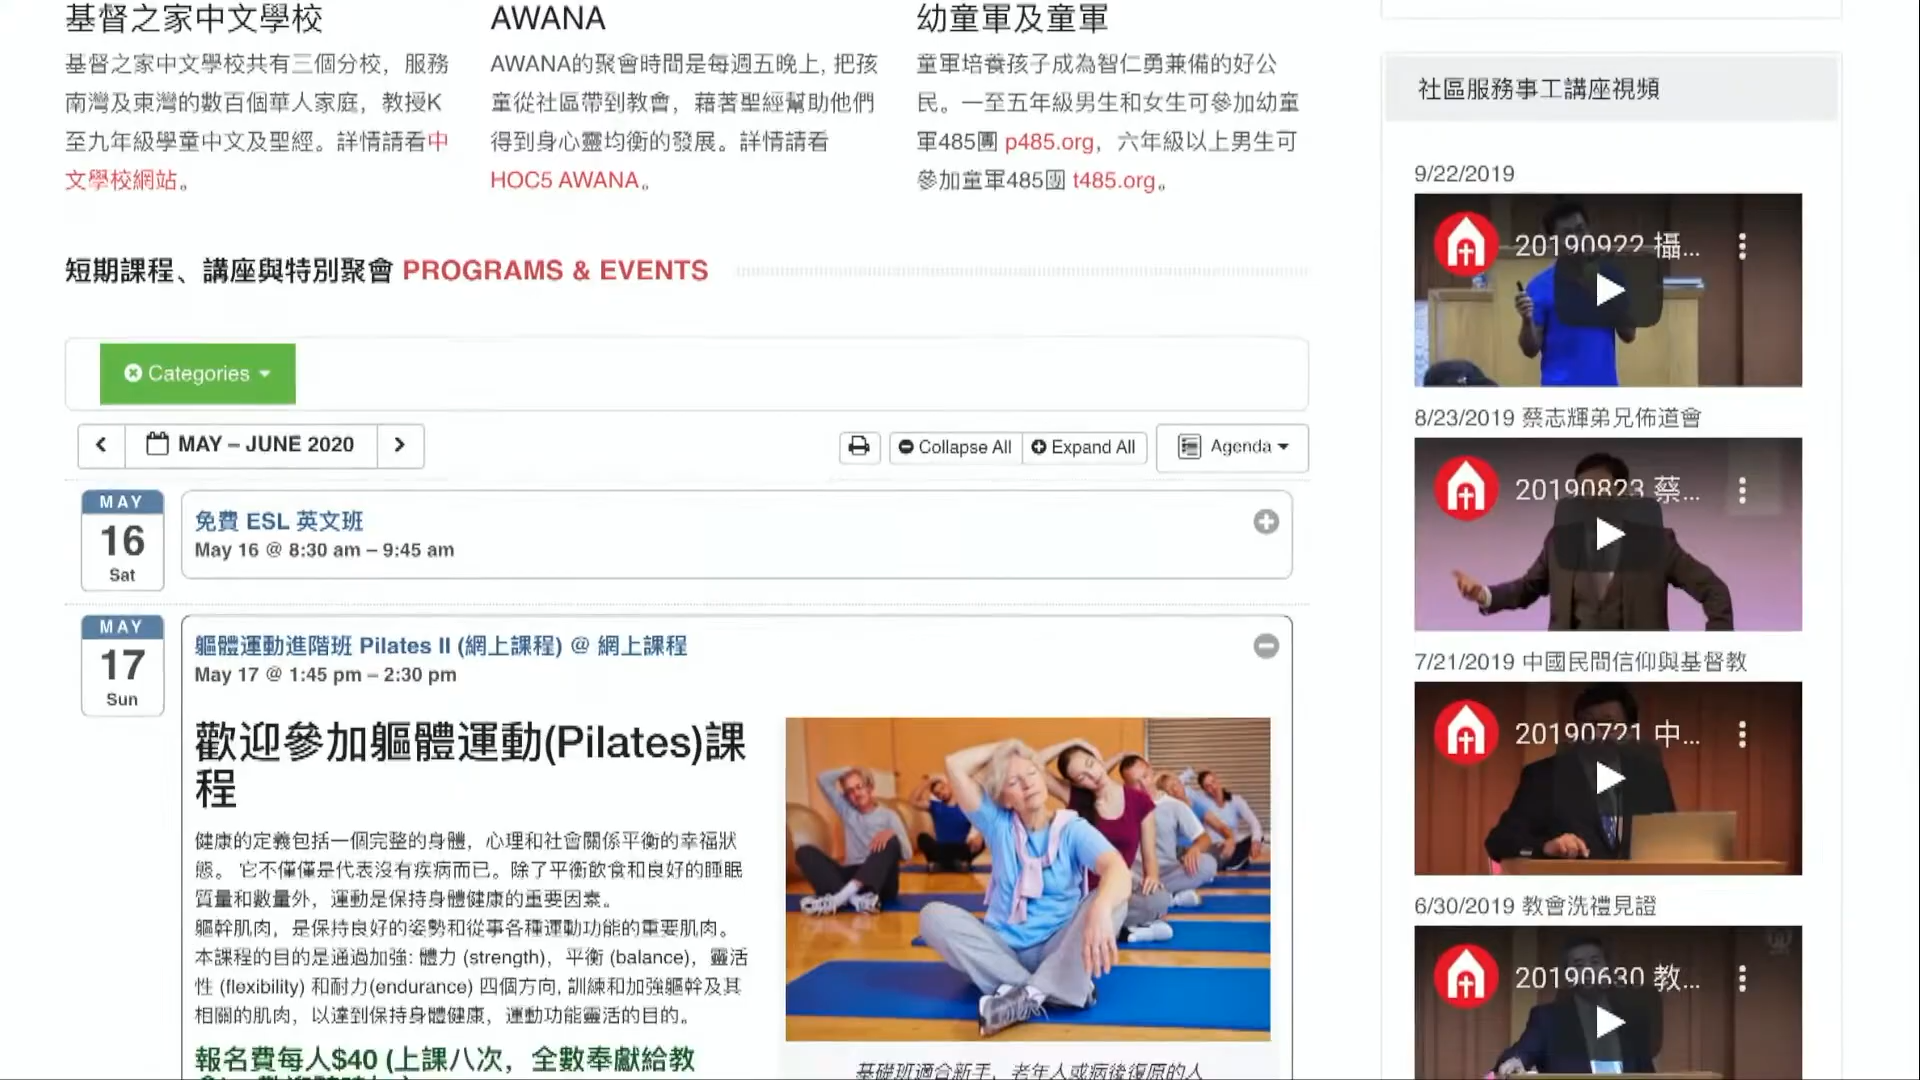 基督之家中文學校
基督之家中文學校共有三個分校，服務
南灣及東灣的數百個華人家庭，教授K
至九年級學童中文及聖經。詳情請看中
文學校網站。
AWANA
AWANA的聚會時間是每週五晚上, 把孩
童從社區帶到教會，藉著聖經幫助他們
得到身心靈均衡的發展。詳情請看
HOC5 AWANA。
幼童軍及童軍
童軍培養孩子成為智仁勇兼備的好公
民。一至五年級男生和女生可參加幼童
軍485團 p485.org，六年級以上男生可
參加童軍485團 t485.org。
短期課程、講座與特別聚會 PROGRAMS & EVENTS
Categories
MAY – JUNE 2020
Collapse All
Expand All
Agenda
MAY
16
Sat
免費 ESL 英文班
May 16 @ 8:30 am – 9:45 am
MAY
17
Sun
軀體運動進階班 Pilates II (網上課程) @ 網上課程
May 17 @ 1:45 pm – 2:30 pm
歡迎參加軀體運動(Pilates)課
程
健康的定義包括一個完整的身體，心理和社會關係平衡的幸福狀
態。 它不僅僅是代表沒有疾病而已。除了平衡飲食和良好的睡眠
質量和數量外，運動是保持身體健康的重要因素。
軀幹肌肉，是保持良好的姿勢和從事各種運動功能的重要肌肉。
本課程的目的是通過加強: 體力 (strength)，平衡 (balance)，靈活
性 (flexibility) 和耐力(endurance) 四個方向, 訓練和加強軀幹及其
相關的肌肉，以達到保持身體健康，運動功能靈活的目的。
報名費每人$40 (上課八次，全數奉獻給教
基礎班適合新手，老年人或病後復原的人
社區服務事工講座視頻
9/22/2019
20190922 攝...
8/23/2019 蔡志輝弟兄佈道會
20190823 蔡...
7/21/2019 中國民間信仰與基督教
20190721 中...
6/30/2019 教會洗禮見證
20190630 教...